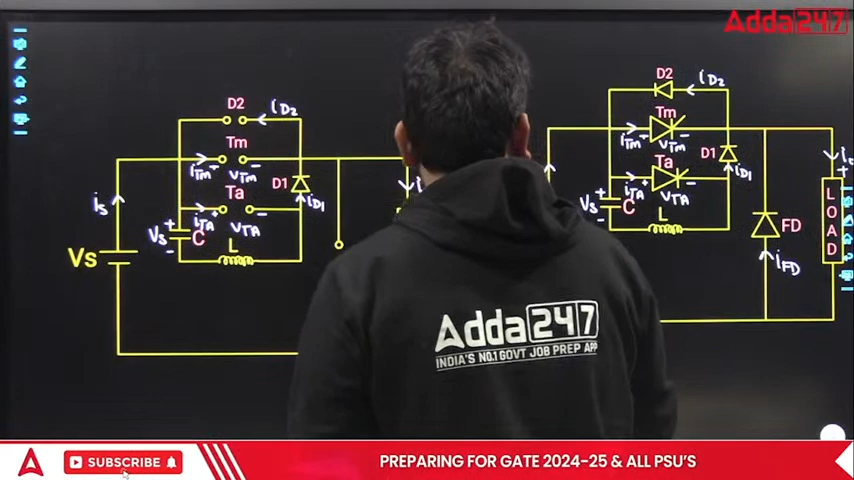 Adda247
D2
iD2
Tm
iTm
+
VTm
-
Ta
iTA
+
VTA
-
D1
iD1
is
Vs
+
Vs
-
C
L
D2
iD2
Tm
iTm
VTm
Ta
iTA
+
VTA
-
D1
iD1
Vs
+
-
C
L
FD
iFD
+
LOAD
Adda247
INDIA'S NO.1 GOVT JOB PREP APP
SUBSCRIBE
PREPARING FOR GATE 2024-25 & ALL PSU'S